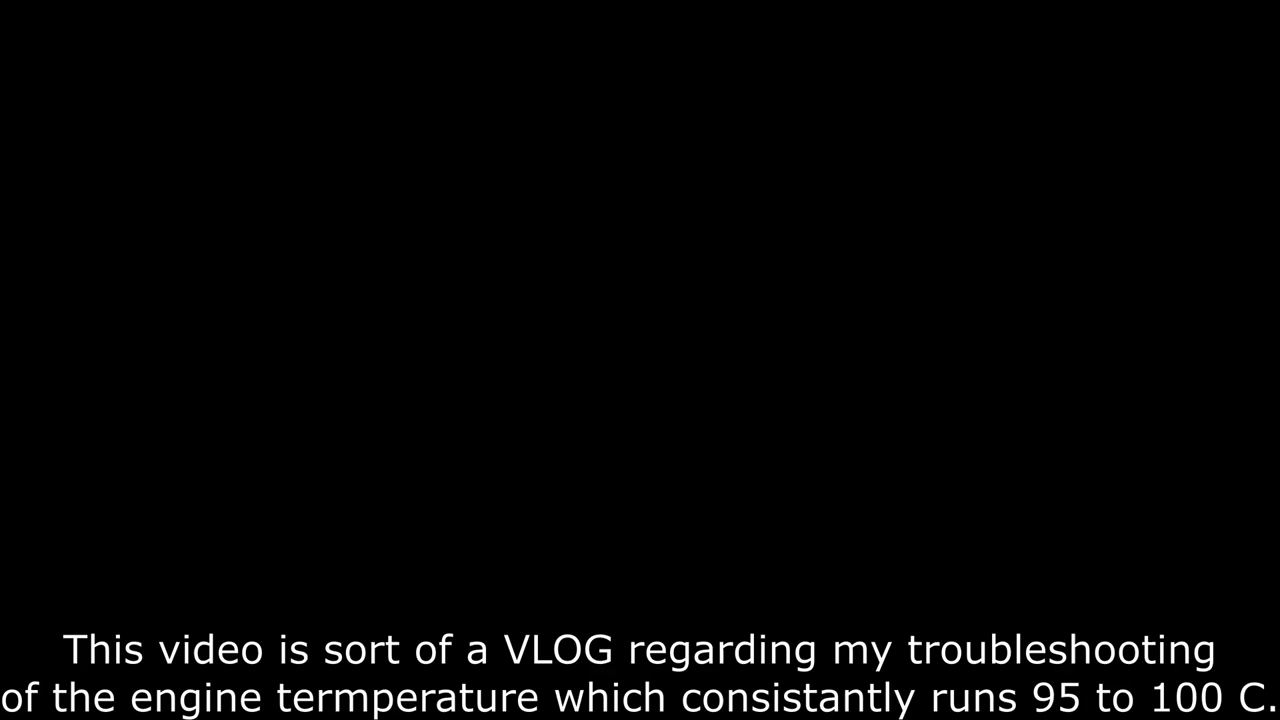 This video is sort of a VLOG regarding my troubleshooting
of the engine termperature which consistantly runs 95 to 100 C.